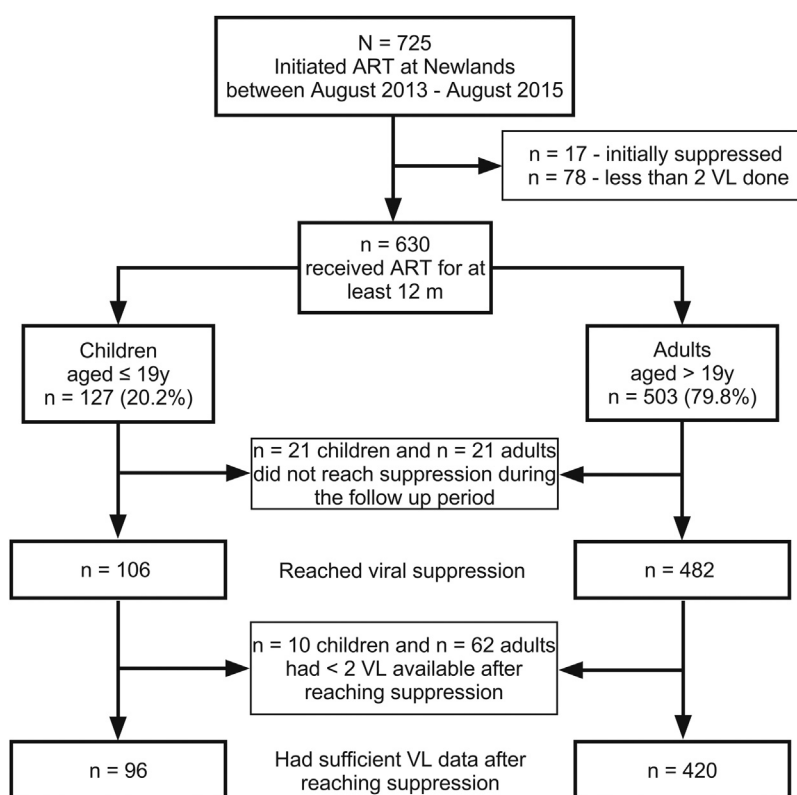 N = 725
Initiated ART at Newlands
between August 2013 - August 2015
n = 17 - initially suppressed
n = 78 - less than 2 VL done
n = 630
received ART for at
least 12 m
Children
aged ≤ 19y
n = 127 (20.2%)
Adults
aged > 19y
n = 503 (79.8%)
n = 21 children and n = 21 adults
did not reach suppression during
the follow up period
n = 106
Reached viral suppression
n = 482
n = 10 children and n = 62 adults
had < 2 VL available after
reaching suppression
n = 96
Had sufficient VL data after
reaching suppression
n = 420